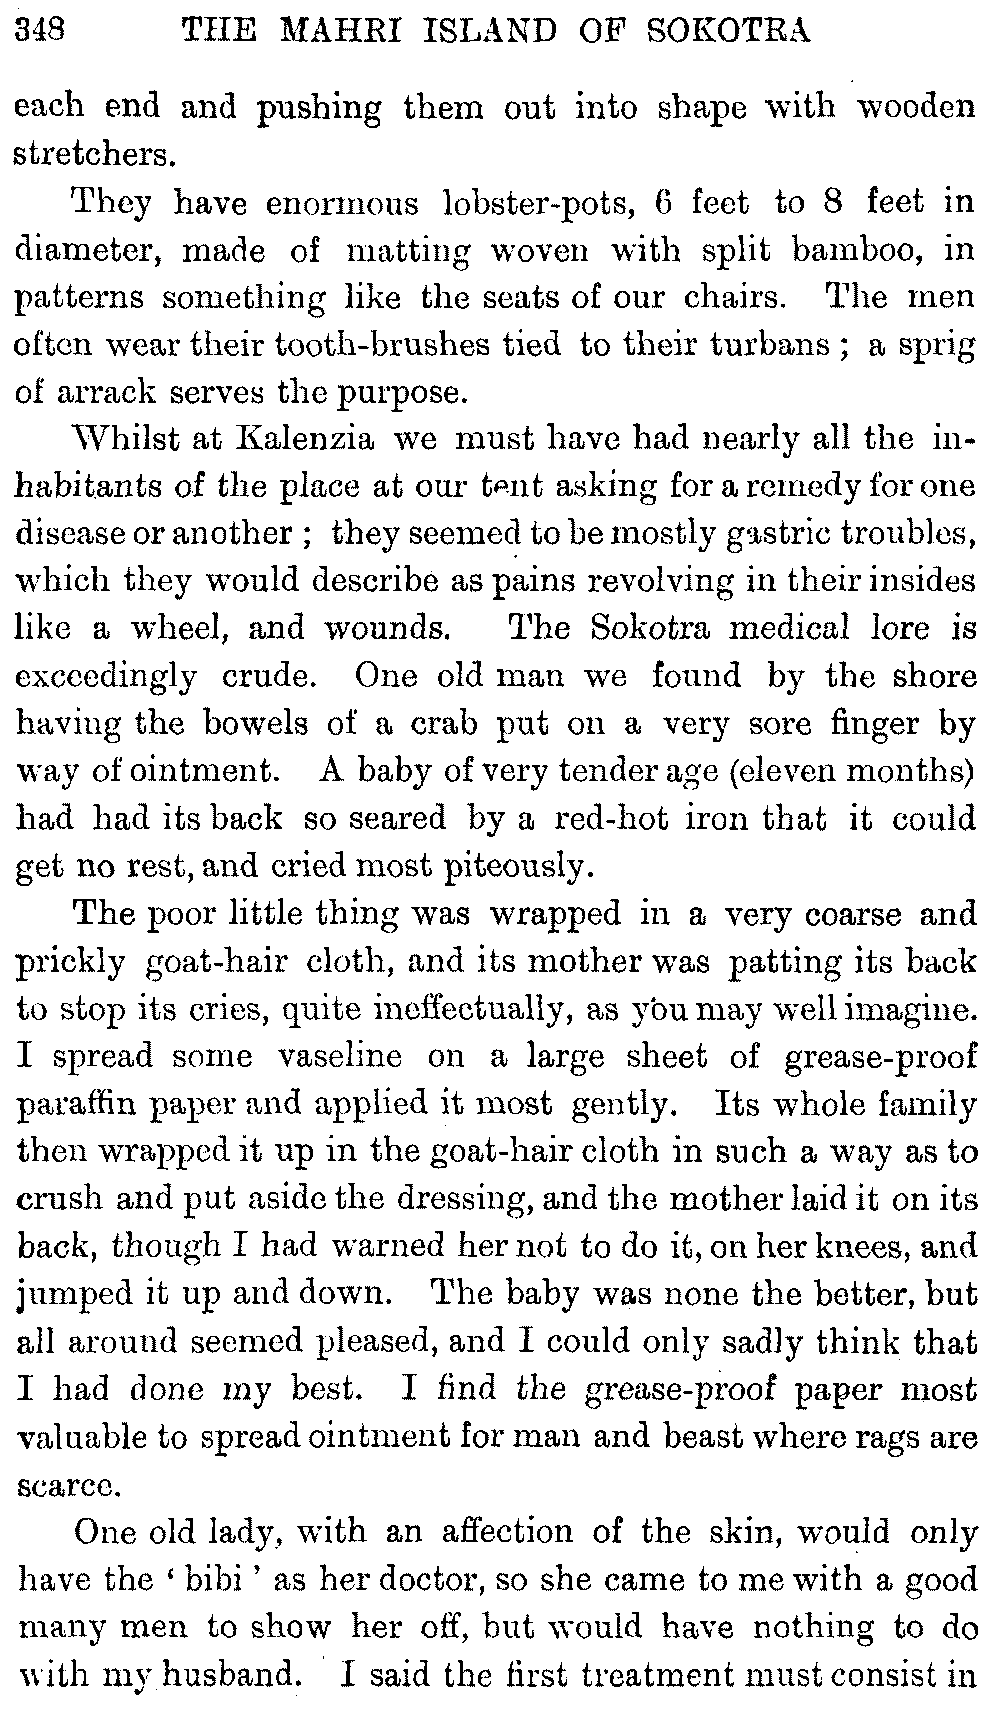 348 THE MAHRI ISLAND OF SOKOTRA
each end and pushing them out into shape with wooden
stretchers.
They have enormous lobster-pots, 6 feet to 8 feet in
diameter, made of matting woven with split bamboo, in
patterns something like the seats of our chairs. The men
often wear their tooth-brushes tied to their turbans ; a sprig
of arrack serves the purpose.
Whilst at Kalenzia we must have had nearly all the in-
habitants of the place at our tent asking for a remedy for one
disease or another ; they seemed to be mostly gastric troubles,
which they would describe as pains revolving in their insides
like a wheel, and wounds. The Sokotra medical lore is
exceedingly crude. One old man we found by the shore
having the bowels of a crab put on a very sore finger by
way of ointment. A baby of very tender age (eleven months)
had had its back so seared by a red-hot iron that it could
get no rest, and cried most piteously.
The poor little thing was wrapped in a very coarse and
prickly goat-hair cloth, and its mother was patting its back
to stop its cries, quite ineffectually, as you may well imagine.
I spread some vaseline on a large sheet of grease-proof
paraffin paper and applied it most gently. Its whole family
then wrapped it up in the goat-hair cloth in such a way as to
crush and put aside the dressing, and the mother laid it on its
back, though I had warned her not to do it, on her knees, and
jumped it up and down. The baby was none the better, but
all around seemed pleased, and I could only sadly think that
I had done my best. I find the grease-proof paper most
valuable to spread ointment for man and beast where rags are
scarce.
One old lady, with an affection of the skin, would only
have the ‘ bibi ’ as her doctor, so she came to me with a good
many men to show her off, but would have nothing to do
with my husband. I said the first treatment must consist in